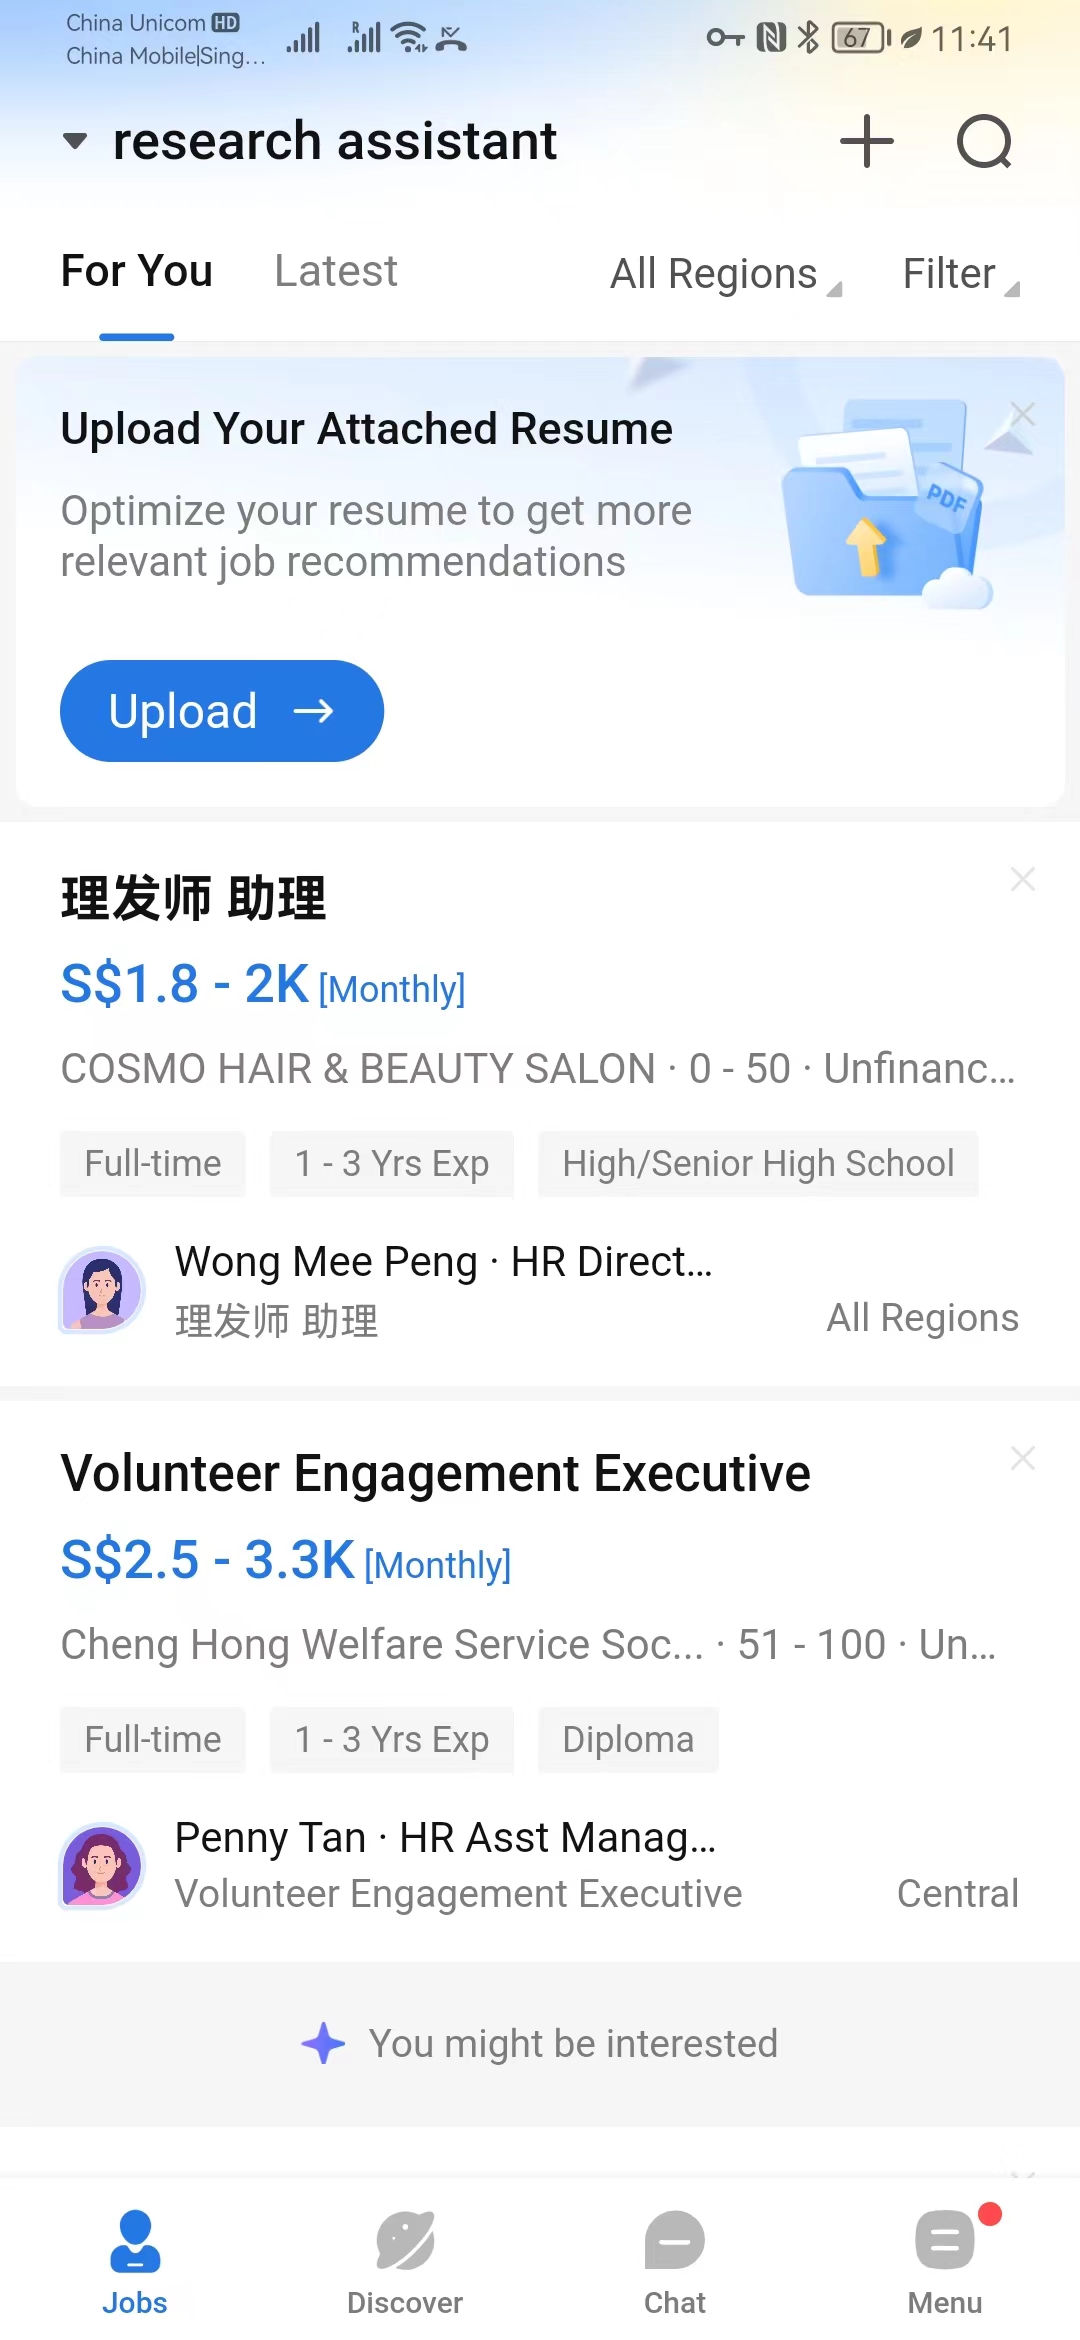 China Unicom HD
China Mobile|Sing...
67
11:41
research assistant
For You
Latest
All Regions
Filter
Upload Your Attached Resume
Optimize your resume to get more
relevant job recommendations
PDF
Upload →
理发师 助理
S$1.8 - 2K [Monthly]
COSMO HAIR & BEAUTY SALON · 0 - 50 · Unfinanc...
Full-time
1 - 3 Yrs Exp
High/Senior High School
Wong Mee Peng · HR Direct...
理发师 助理
All Regions
Volunteer Engagement Executive
S$2.5 - 3.3K [Monthly]
Cheng Hong Welfare Service Soc... · 51 - 100 · Un...
Full-time
1 - 3 Yrs Exp
Diploma
Penny Tan · HR Asst Manag...
Volunteer Engagement Executive
Central
You might be interested
Jobs
Discover
Chat
Menu